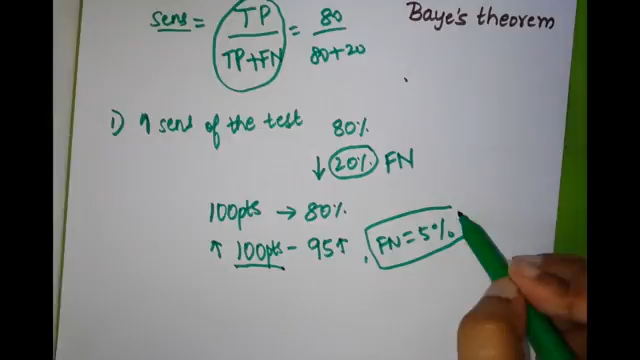 Baye's theorem
sens = TP / TP+FN = 80 / 80+20
1) ↑ sens of the test 80%
↓ 20% FN
100pts → 80%
↑ 100pts - 95↑ FN = 5%